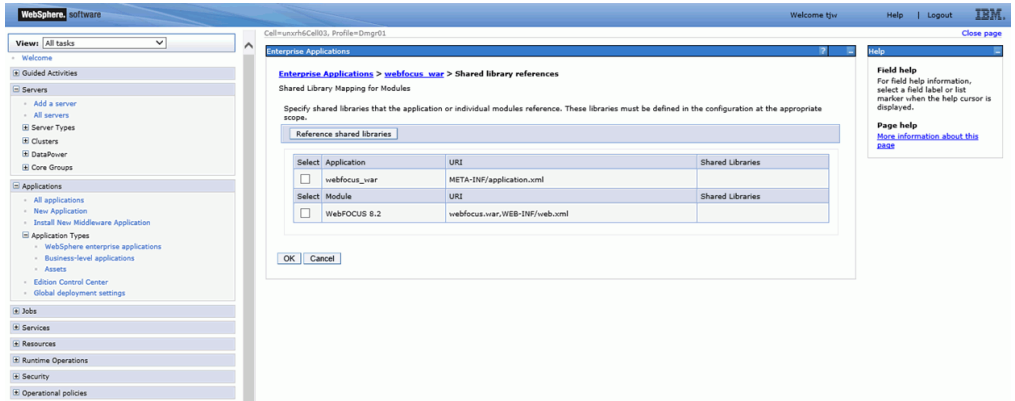 WebSphere. software
Welcome tjw
Help | Logout
IBM.
View: All tasks
Welcome
Guided Activities
Servers
Add a server
All servers
Server Types
Clusters
DataPower
Core Groups
Applications
All applications
New Application
Install New Middleware Application
Application Types
WebSphere enterprise applications
Business-level applications
Assets
Edition Control Center
Global deployment settings
Jobs
Services
Resources
Runtime Operations
Security
Operational policies
Cell=unxrh6Cell03, Profile=Dmgr01
Close page
Enterprise Applications
?
Enterprise Applications > webfocus_war > Shared library references
Shared Library Mapping for Modules
Specify shared libraries that the application or individual modules reference. These libraries must be defined in the configuration at the appropriate
scope.
Reference shared libraries
Select Application URI Shared Libraries
webfocus_war META-INF/application.xml
Select Module URI Shared Libraries
WebFOCUS 8.2 webfocus.war,WEB-INF/web.xml
OK Cancel
Help
Field help
For field help information,
select a field label or list
marker when the help cursor is
displayed.
Page help
More information about this
page